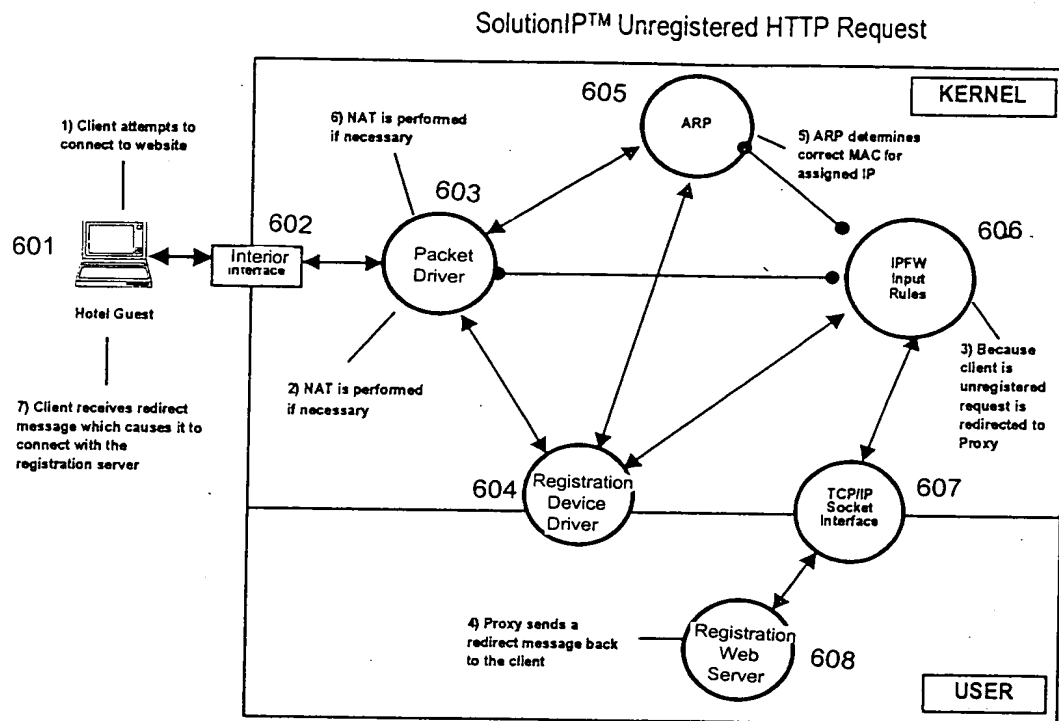 SolutionIP™ Unregistered HTTP Request
KERNEL
605
ARP
1) Client attempts to
connect to website
6) NAT is performed
if necessary
5) ARP determines
correct MAC for
assigned IP
603
602
601
606
Interior
interface
Packet
Driver
IPFW
Input
Rules
Hotel Guest
2) NAT is performed
if necessary
3) Because
client is
unregistered
request is
redirected to
Proxy
7) Client receives redirect
message which causes it to
connect with the
registration server
604
Registration
Device
Driver
TCP/IP
Socket
Interface
607
4) Proxy sends a
redirect message back
to the client
Registration
Web
Server
608
USER